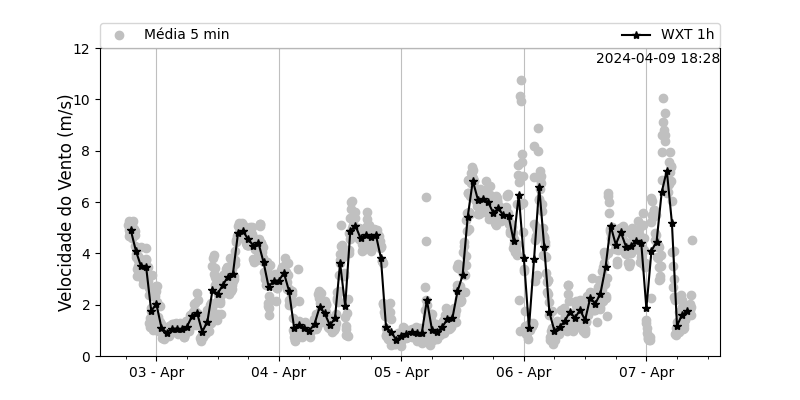 Média 5 min
WXT 1h
2024-04-09 18:28
Velocidade do Vento (m/s)
12
10
8
6
4
2
0
03 - Apr
04 - Apr
05 - Apr
06 - Apr
07 - Apr